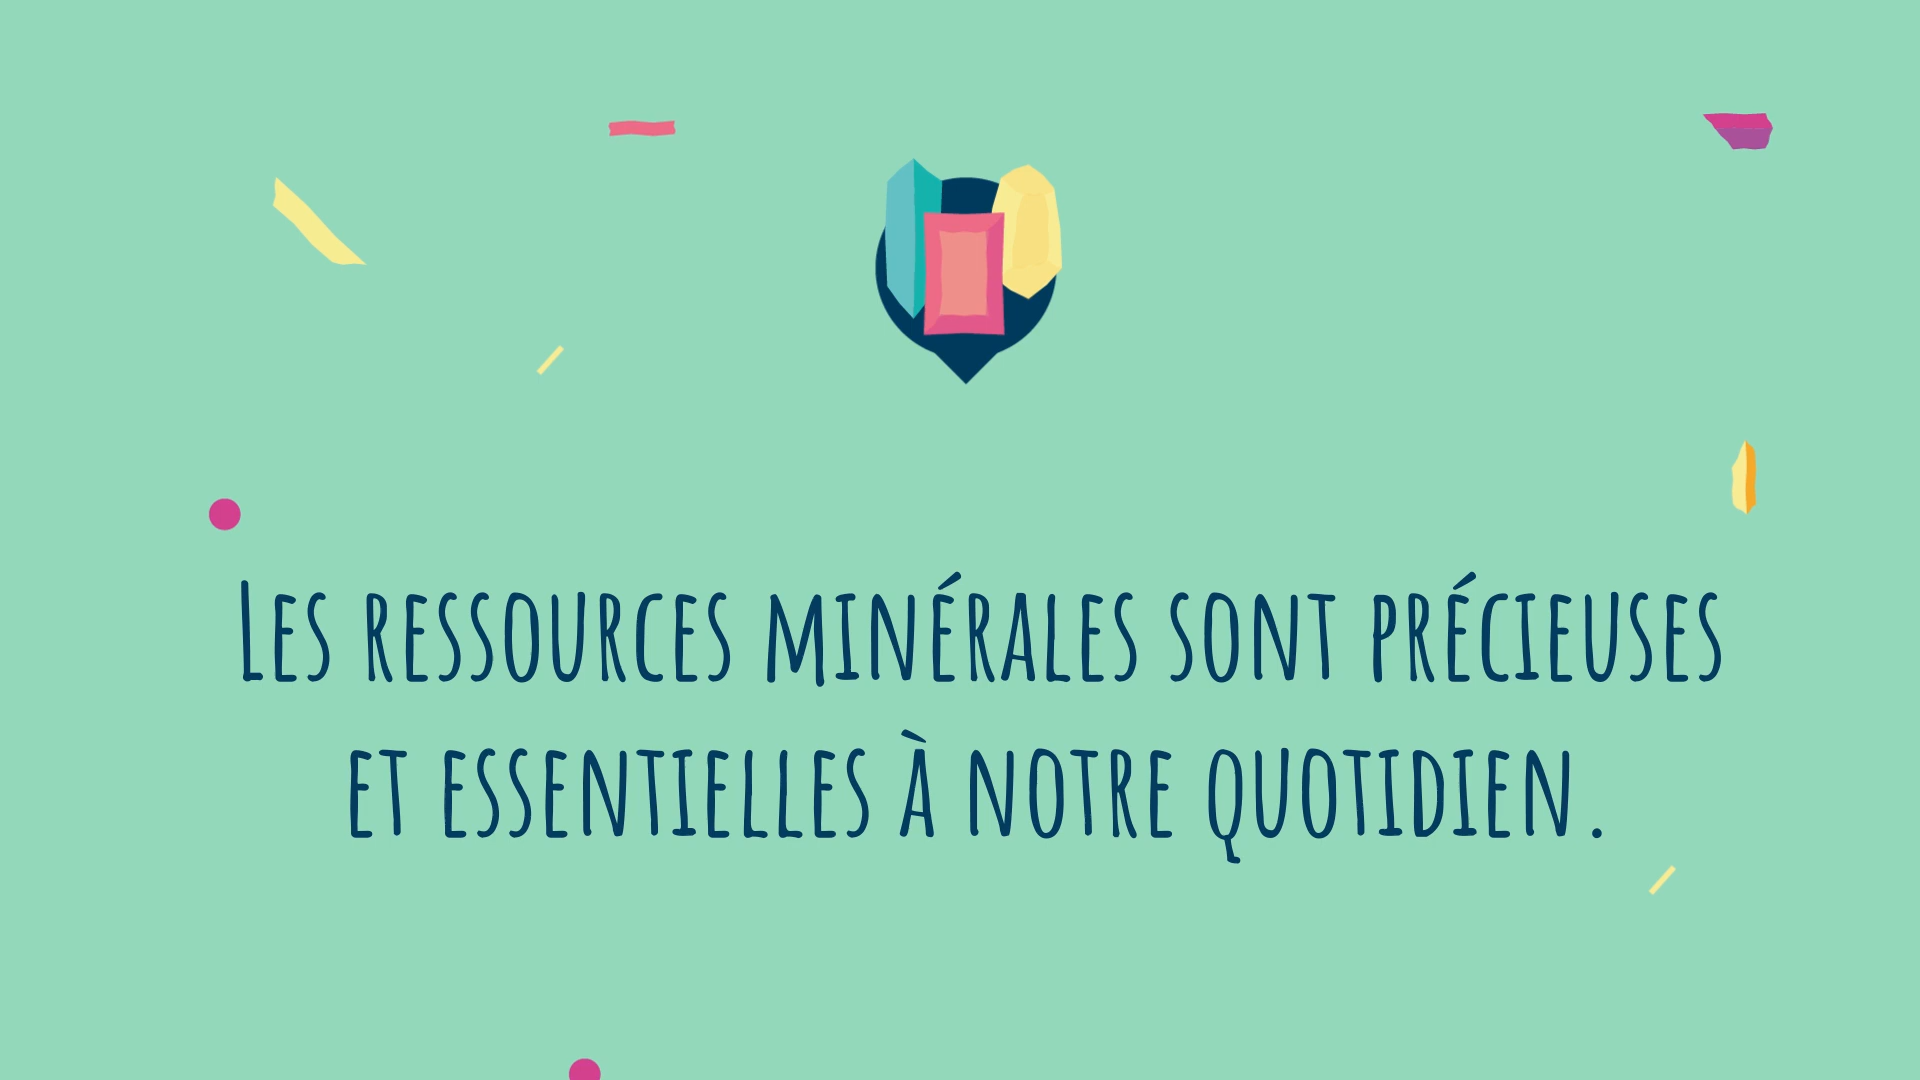 Les ressources minérales sont précieuses
et essentielles à notre quotidien.